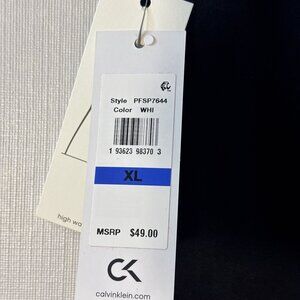 Style PFSP7644
Color WHI
1 93623 98370 3
XL
MSRP $49.00
CK
calvinklein.com
high wa